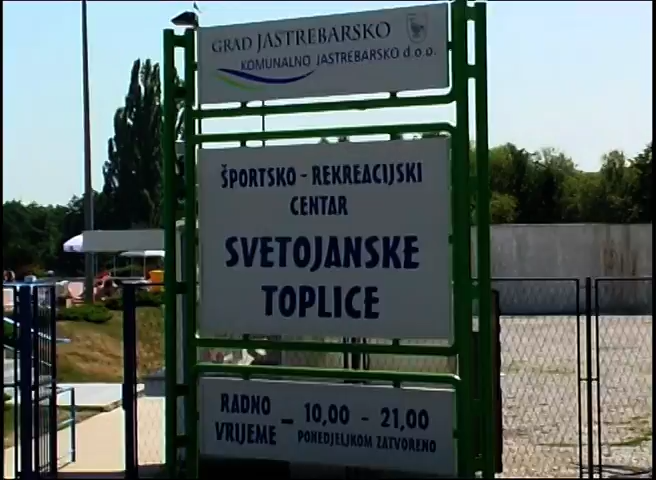 GRAD JASTREBARSKO
KOMUNALNO JASTREBARSKO d.o.o.
ŠPORTSKO - REKREACIJSKI
CENTAR
SVETOJANSKE
TOPLICE
RADNO VRIJEME - 10,00 - 21,00
PONEDJELJKOM ZATVORENO